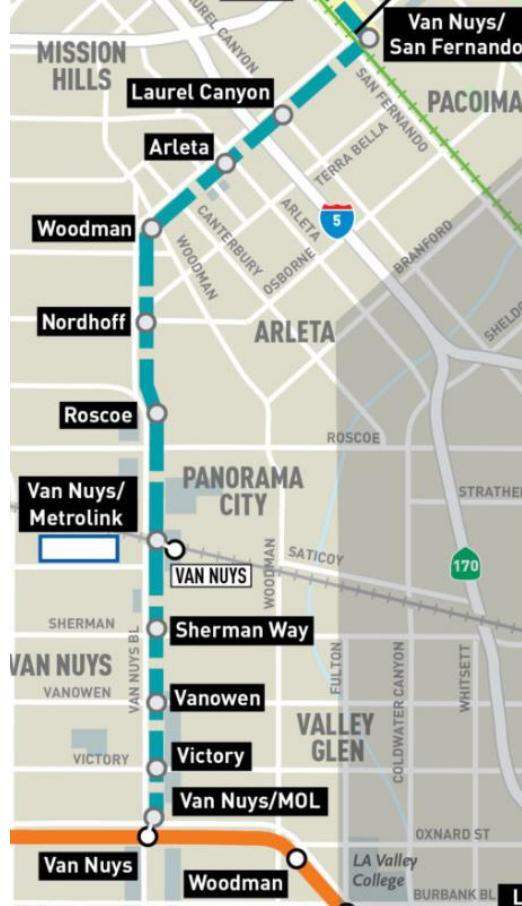 LAUREL CANYON
Van Nuys/
San Fernando
MISSION
HILLS
SAN FERNANDO
Laurel Canyon
PACOIMA
Arleta
TERRA BELLA
CANTERBURY
ARLETA
5
Woodman
WOODMAN
OSBORNE
BRANFORD
Nordhoff
ARLETA
Roscoe
ROSCOE
PANORAMA
CITY
Van Nuys/
Metrolink
VAN NUYS
WOODMAN
SATICOY
170
SHERMAN
Sherman Way
VAN NUYS BL
VAN NUYS
VANOWEN
Vanowen
FULTON
COLDWATER CANYON
WHITSETT
VALLEY
GLEN
VICTORY
Victory
Van Nuys/MOL
OXNARD ST
Van Nuys
Woodman
LA Valley
College
BURBANK BL
L